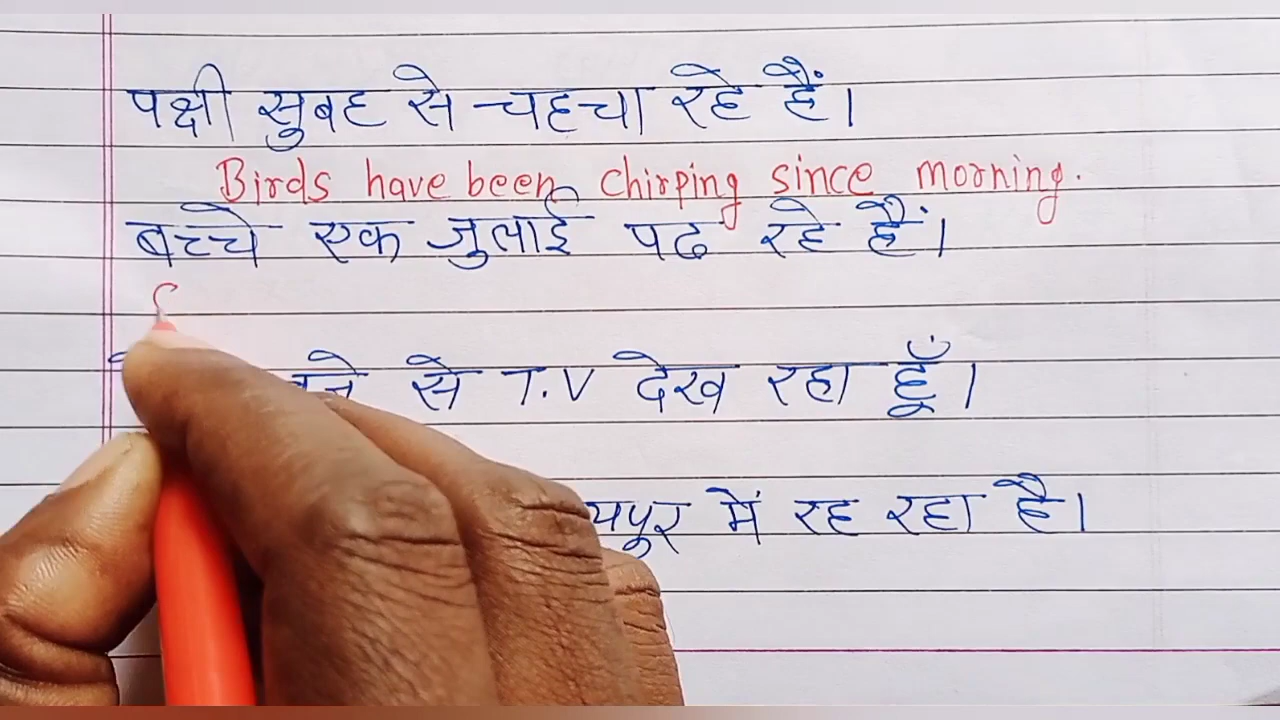 पक्षी सुबह से चहचा रहे हैं।
Birds have been chirping since morning.
बच्चे एक जुलाई पढ रहे हैं।
से T.V देख रहा हूँ।
में रह रहा है।